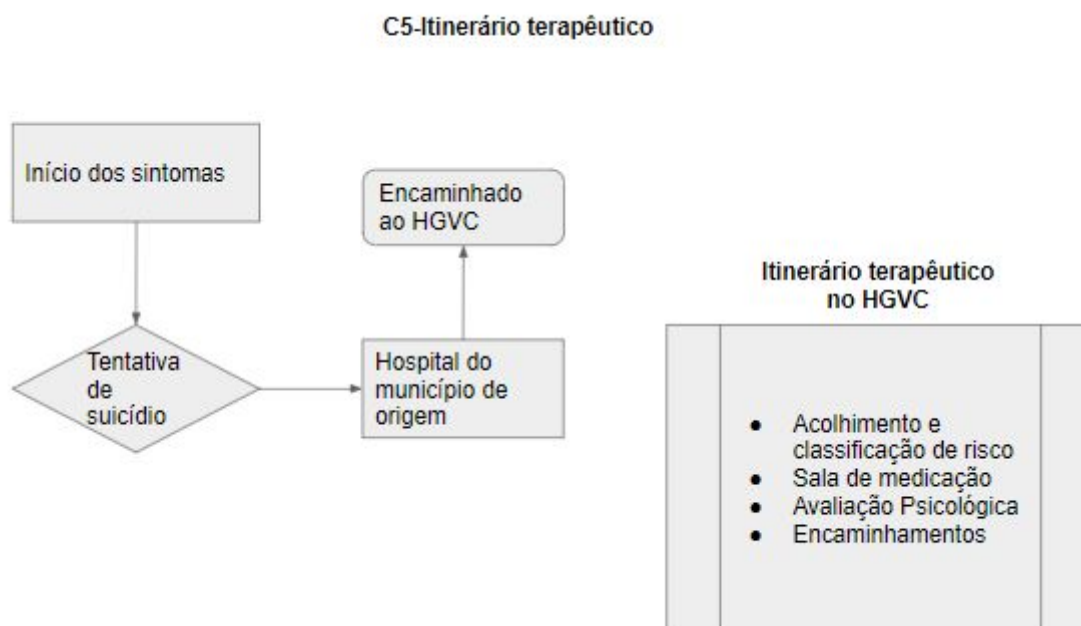 C5-Itinerário terapêutico
Início dos sintomas
Encaminhado
ao HGVC
Tentativa
de
suicídio
Hospital do
município de
origem
Itinerário terapêutico
no HGVC
● Acolhimento e
classificação de risco
● Sala de medicação
● Avaliação Psicológica
● Encaminhamentos